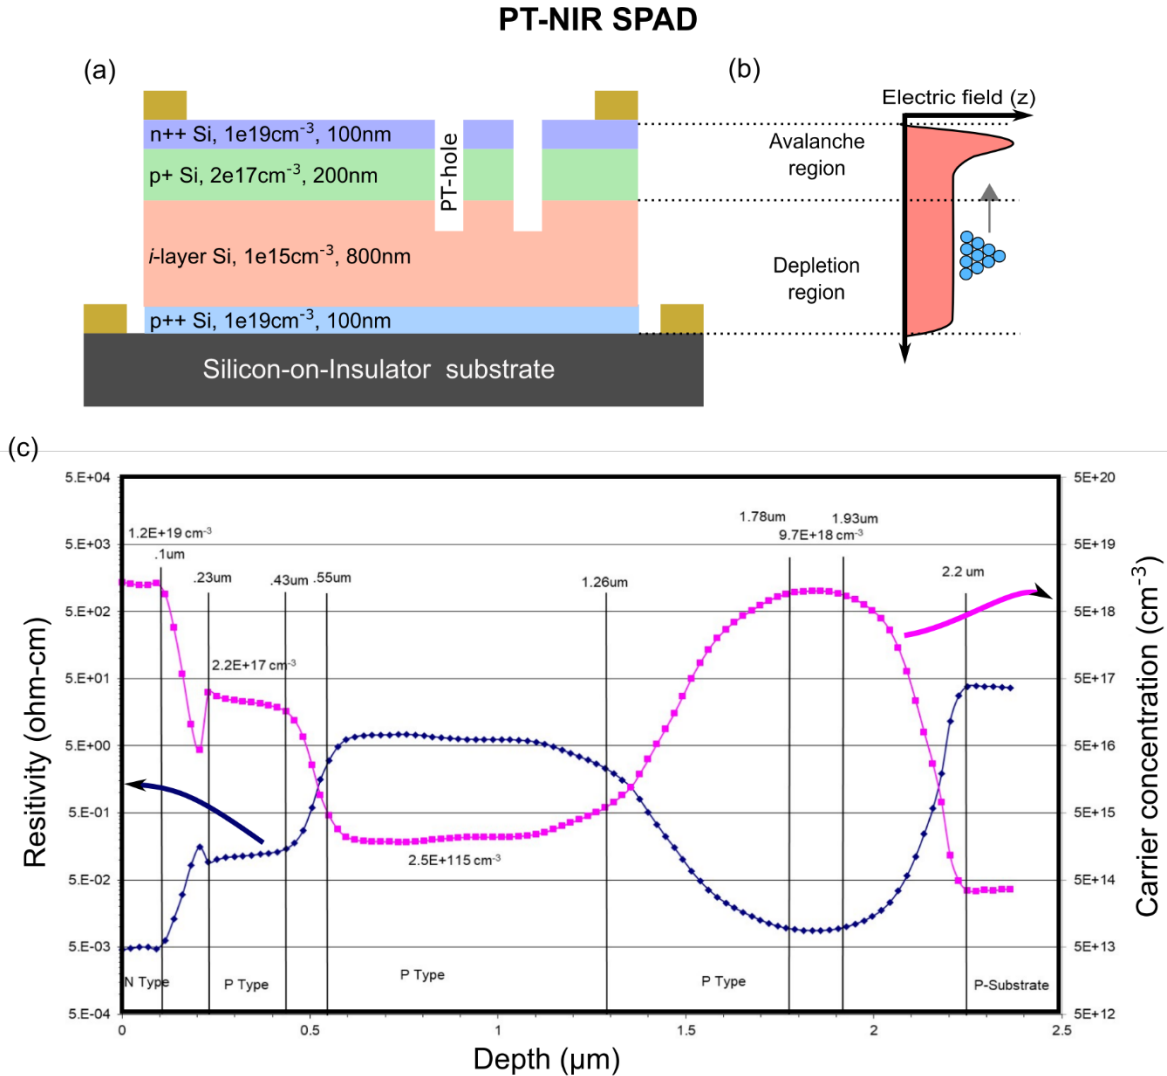 PT-NIR SPAD
(a)
n++ Si, 1e19cm⁻³, 100nm
p+ Si, 2e17cm⁻³, 200nm
PT-hole
i-layer Si, 1e15cm⁻³, 800nm
p++ Si, 1e19cm⁻³, 100nm
Silicon-on-Insulator substrate
(b)
Electric field (z)
Avalanche
region
Depletion
region
(c)
Resitivity (ohm-cm)
5.E+04
5.E+03
5.E+02
5.E+01
5.E+00
5.E-01
5.E-02
5.E-03
5.E-04
1.2E+19 cm⁻³
.1um
.23um
.43um
.55um
1.26um
1.78um
9.7E+18 cm⁻³
1.93um
2.2 um
2.2E+17 cm⁻³
2.5E+115 cm⁻³
N Type
P Type
P Type
P Type
P-Substrate
5E+20
5E+19
5E+18
5E+17
5E+16
5E+15
5E+14
5E+13
5E+12
Carrier concentration (cm⁻³)
0
0.5
1
1.5
2
2.5
Depth (μm)